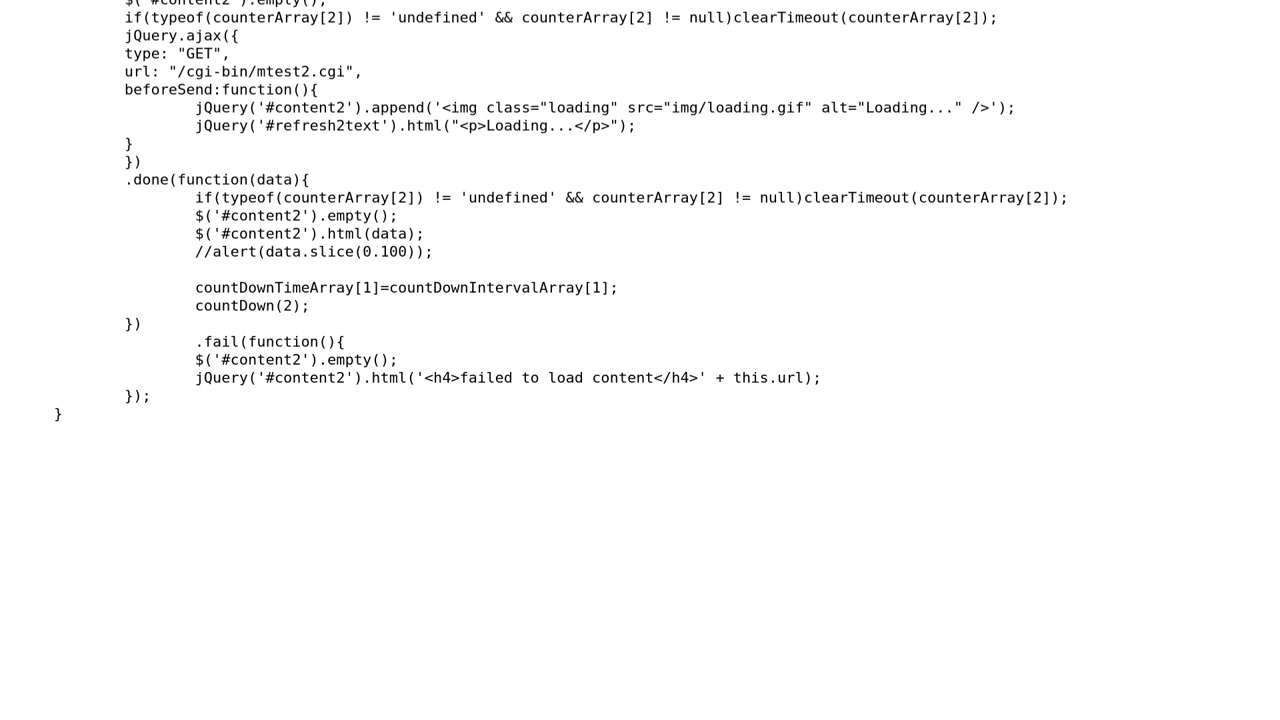 $('#content2').empty();
if(typeof(counterArray[2]) != 'undefined' && counterArray[2] != null)clearTimeout(counterArray[2]);
jQuery.ajax({
type: "GET",
url: "/cgi-bin/mtest2.cgi",
beforeSend:function(){
jQuery('#content2').append('<img class="loading" src="img/loading.gif" alt="Loading..." />');
jQuery('#refresh2text').html("<p>Loading...</p>");
}
})
.done(function(data){
if(typeof(counterArray[2]) != 'undefined' && counterArray[2] != null)clearTimeout(counterArray[2]);
$('#content2').empty();
$('#content2').html(data);
//alert(data.slice(0.100));
countDownTimeArray[1]=countDownIntervalArray[1];
countDown(2);
})
.fail(function(){
$('#content2').empty();
jQuery('#content2').html('<h4>failed to load content</h4>' + this.url);
});
}